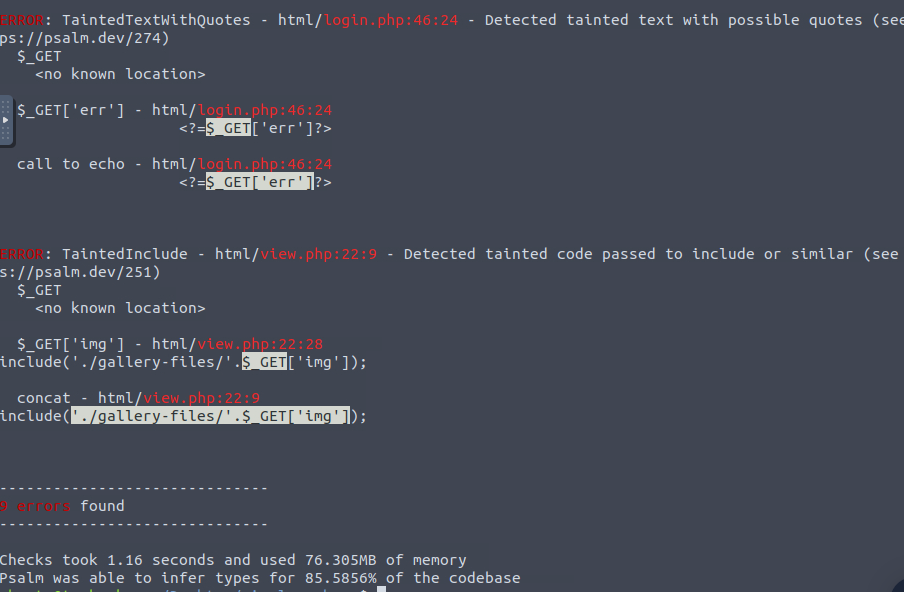 ERROR: TaintedTextWithQuotes - html/login.php:46:24 - Detected tainted text with possible quotes (see
ps://psalm.dev/274)
$_GET
<no known location>
$_GET['err'] - html/login.php:46:24
<?=$_GET['err']?>
call to echo - html/login.php:46:24
<?=$_GET['err']?>
ERROR: TaintedInclude - html/view.php:22:9 - Detected tainted code passed to include or similar (see
s://psalm.dev/251)
$_GET
<no known location>
$_GET['img'] - html/view.php:22:28
include('./gallery-files/'.$_GET['img']);
concat - html/view.php:22:9
include('./gallery-files/'.$_GET['img']);
------------------------------
9 errors found
------------------------------
Checks took 1.16 seconds and used 76.305MB of memory
Psalm was able to infer types for 85.5856% of the codebase